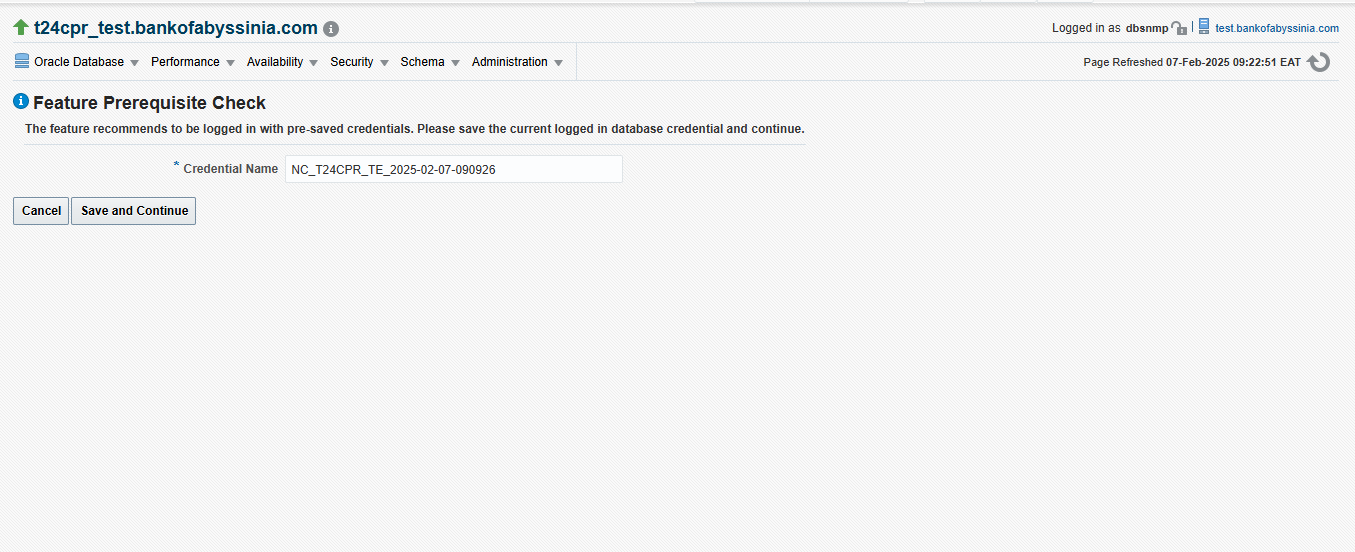 t24cpr_test.bankofabyssinia.com
Logged in as dbsnmp | test.bankofabyssinia.com
Oracle Database Performance Availability Security Schema Administration
Page Refreshed 07-Feb-2025 09:22:51 EAT
Feature Prerequisite Check
The feature recommends to be logged in with pre-saved credentials. Please save the current logged in database credential and continue.
* Credential Name NC_T24CPR_TE_2025-02-07-090926
Cancel Save and Continue